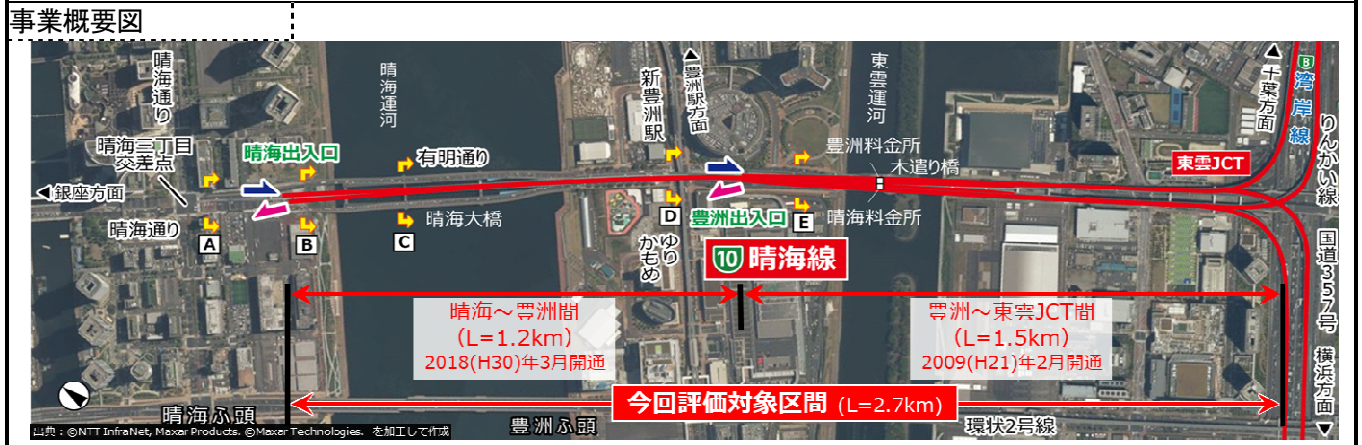 事業概要図
晴海通り
晴海三丁目
交差点
◀銀座方面
晴海通り
晴海出入口
晴海運河
有明通り
晴海大橋
A
B
C
新豊洲駅
▲豊洲駅方面
D
ゆりかもめ
豊洲出入口
E
東雲運河
豊洲料金所
木遣り橋
晴海料金所
10 晴海線
東雲JCT
▲千葉方面
B 湾岸線
りんかい線
国道357号
横浜方面▼
晴海～豊洲間
(L=1.2km)
2018(H30)年3月開通
豊洲～東雲JCT間
(L=1.5km)
2009(H21)年2月開通
今回評価対象区間 (L=2.7km)
晴海ふ頭
豊洲ふ頭
環状2号線
出典：©NTT InfraNet, Maxar Products. ©Maxar Technologies. を加工して作成